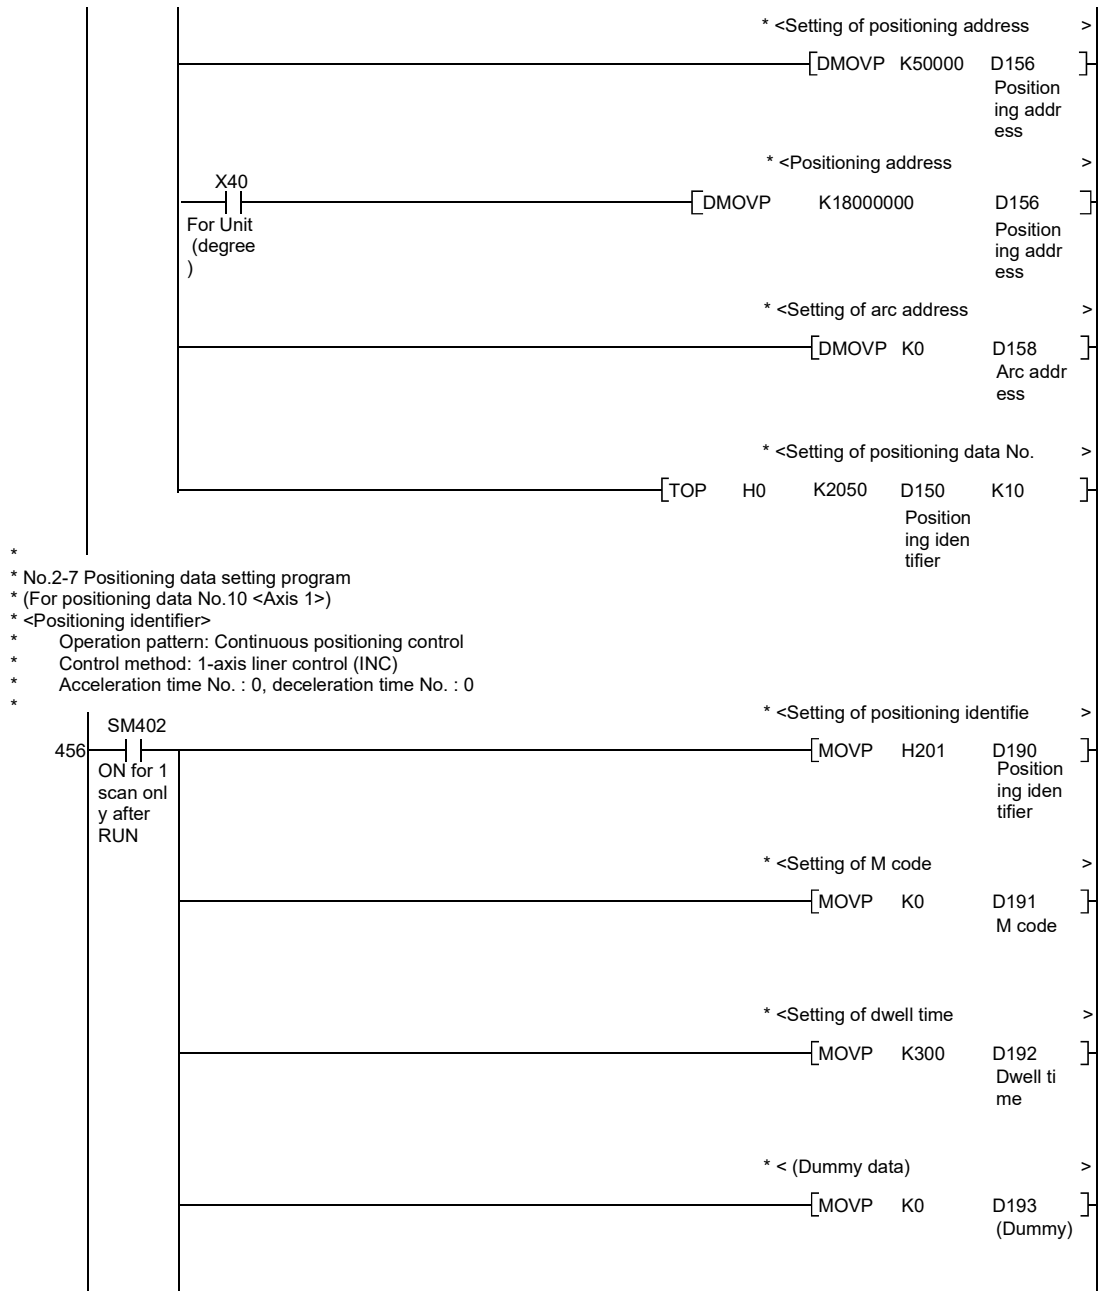 * <Setting of positioning address >
DMOVP K50000 D156
Position
ing addr
ess
* <Positioning address >
X40
DMOVP K18000000 D156
For Unit
(degree
)
Position
ing addr
ess
* <Setting of arc address >
DMOVP K0 D158
Arc addr
ess
* <Setting of positioning data No. >
TOP H0 K2050 D150 K10
Position
ing iden
tifier
*
* No.2-7 Positioning data setting program
* (For positioning data No.10 <Axis 1>)
* <Positioning identifier>
* Operation pattern: Continuous positioning control
* Control method: 1-axis liner control (INC)
* Acceleration time No. : 0, deceleration time No. : 0
*
* <Setting of positioning identifie >
SM402
456
MOVP H201 D190
ON for 1
scan onl
y after
RUN
Position
ing iden
tifier
* <Setting of M code >
MOVP K0 D191
M code
* <Setting of dwell time >
MOVP K300 D192
Dwell ti
me
* < (Dummy data) >
MOVP K0 D193
(Dummy)